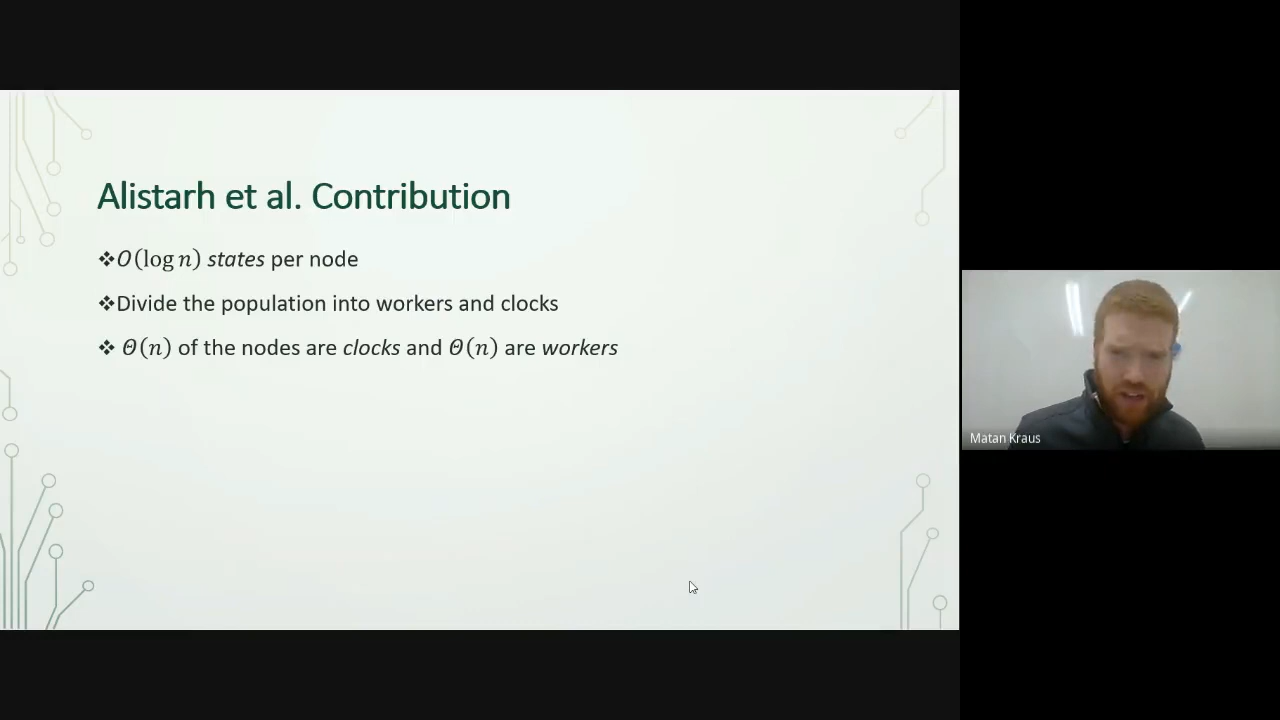 Alistarh et al. Contribution
❖O(log n) states per node
❖Divide the population into workers and clocks
❖ Θ(n) of the nodes are clocks and Θ(n) are workers
Matan Kraus